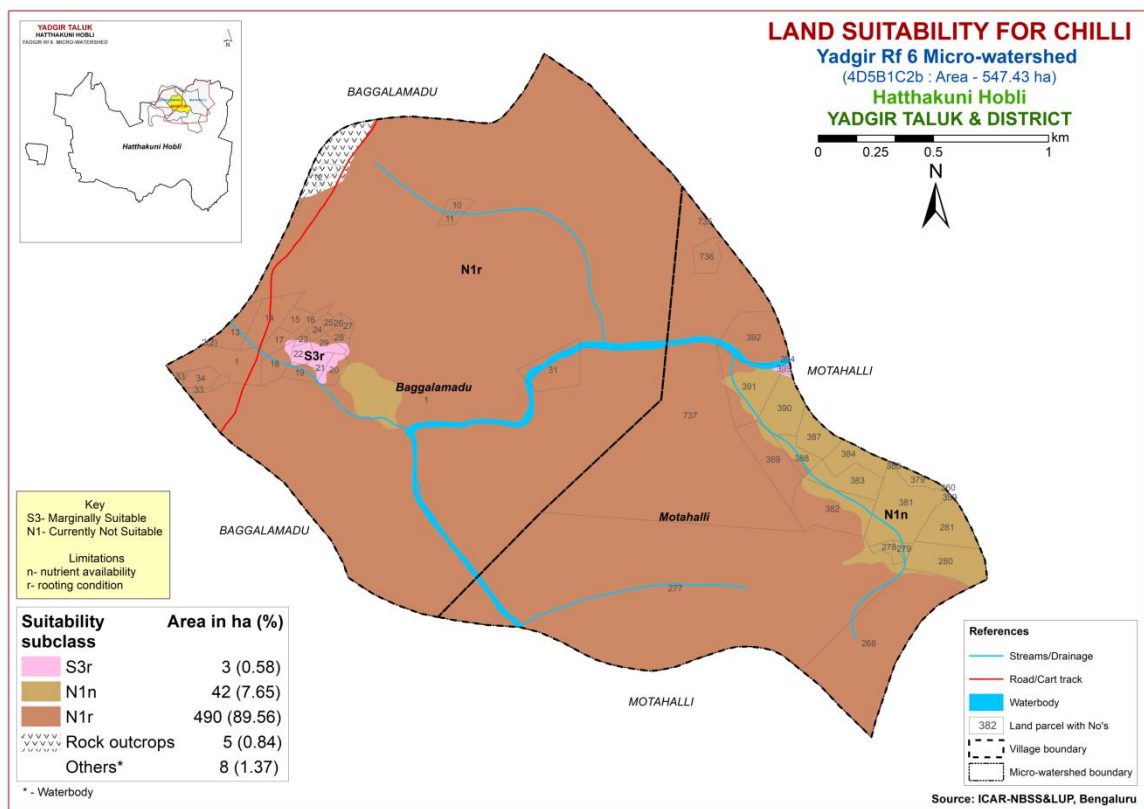 YADGIR TALUK
HATTHAKUNI HOBLI
YADGIR Rf 6 MICRO-WATERSHED
N
Hatthakuni Hobli
LAND SUITABILITY FOR CHILLI
Yadgir Rf 6 Micro-watershed
(4D5B1C2b : Area - 547.43 ha)
Hatthakuni Hobli
YADGIR TALUK & DISTRICT
km
0 0.25 0.5 1
N
BAGGALAMADU
12
10
11
N1r
736
392
MOTAHALLI
13
14
15 16 25 26 27
24
17 23 29 28
22 S3r
1 18 19 21 20
33 34
33
Baggalamadu
1
31
391
390
737
387
389 388 384
383
379
360
382 381
N1n
281
278 279
280
Motahalli
277
268
BAGGALAMADU
MOTAHALLI
Key
S3- Marginally Suitable
N1- Currently Not Suitable
Limitations
n- nutrient availability
r- rooting condition
Suitability subclass Area in ha (%)
S3r 3 (0.58)
N1n 42 (7.65)
N1r 490 (89.56)
Rock outcrops 5 (0.84)
Others* 8 (1.37)
* - Waterbody
References
Streams/Drainage
Road/Cart track
Waterbody
382 Land parcel with No's
Village boundary
Micro-watershed boundary
Source: ICAR-NBSS&LUP, Bengaluru